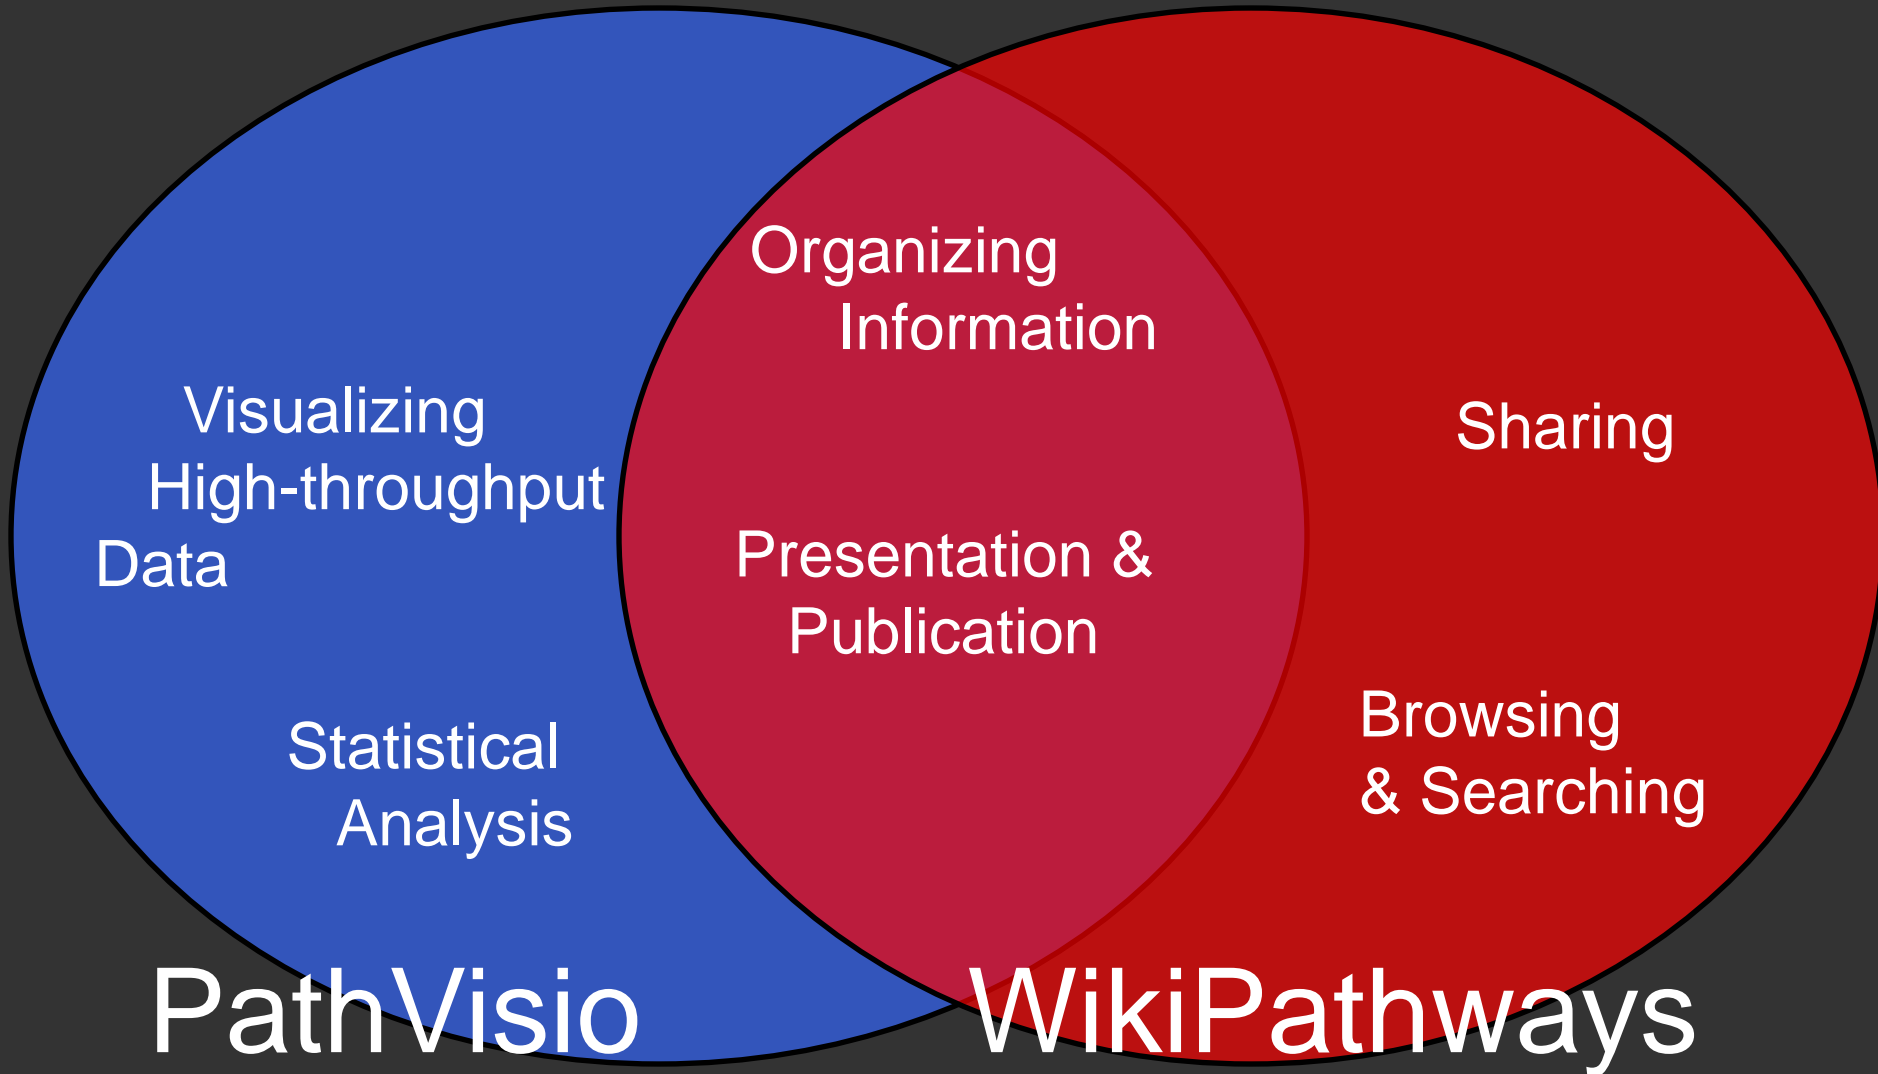 Visualizing
High-throughput
Data
Statistical
Analysis
Organizing
Information
Presentation &
Publication
Sharing
Browsing
& Searching
PathVisio
WikiPathways